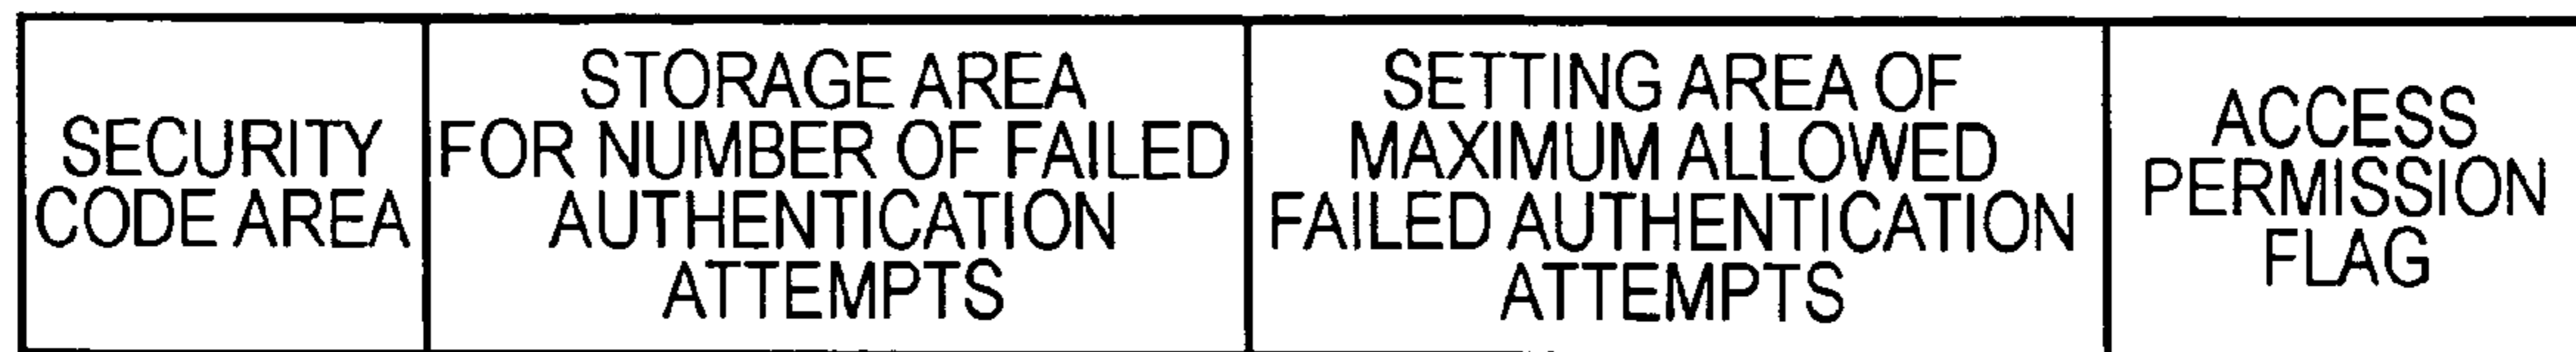 SECURITY
CODE AREA
STORAGE AREA
FOR NUMBER OF FAILED
AUTHENTICATION
ATTEMPTS
SETTING AREA OF
MAXIMUM ALLOWED
FAILED AUTHENTICATION
ATTEMPTS
ACCESS
PERMISSION
FLAG